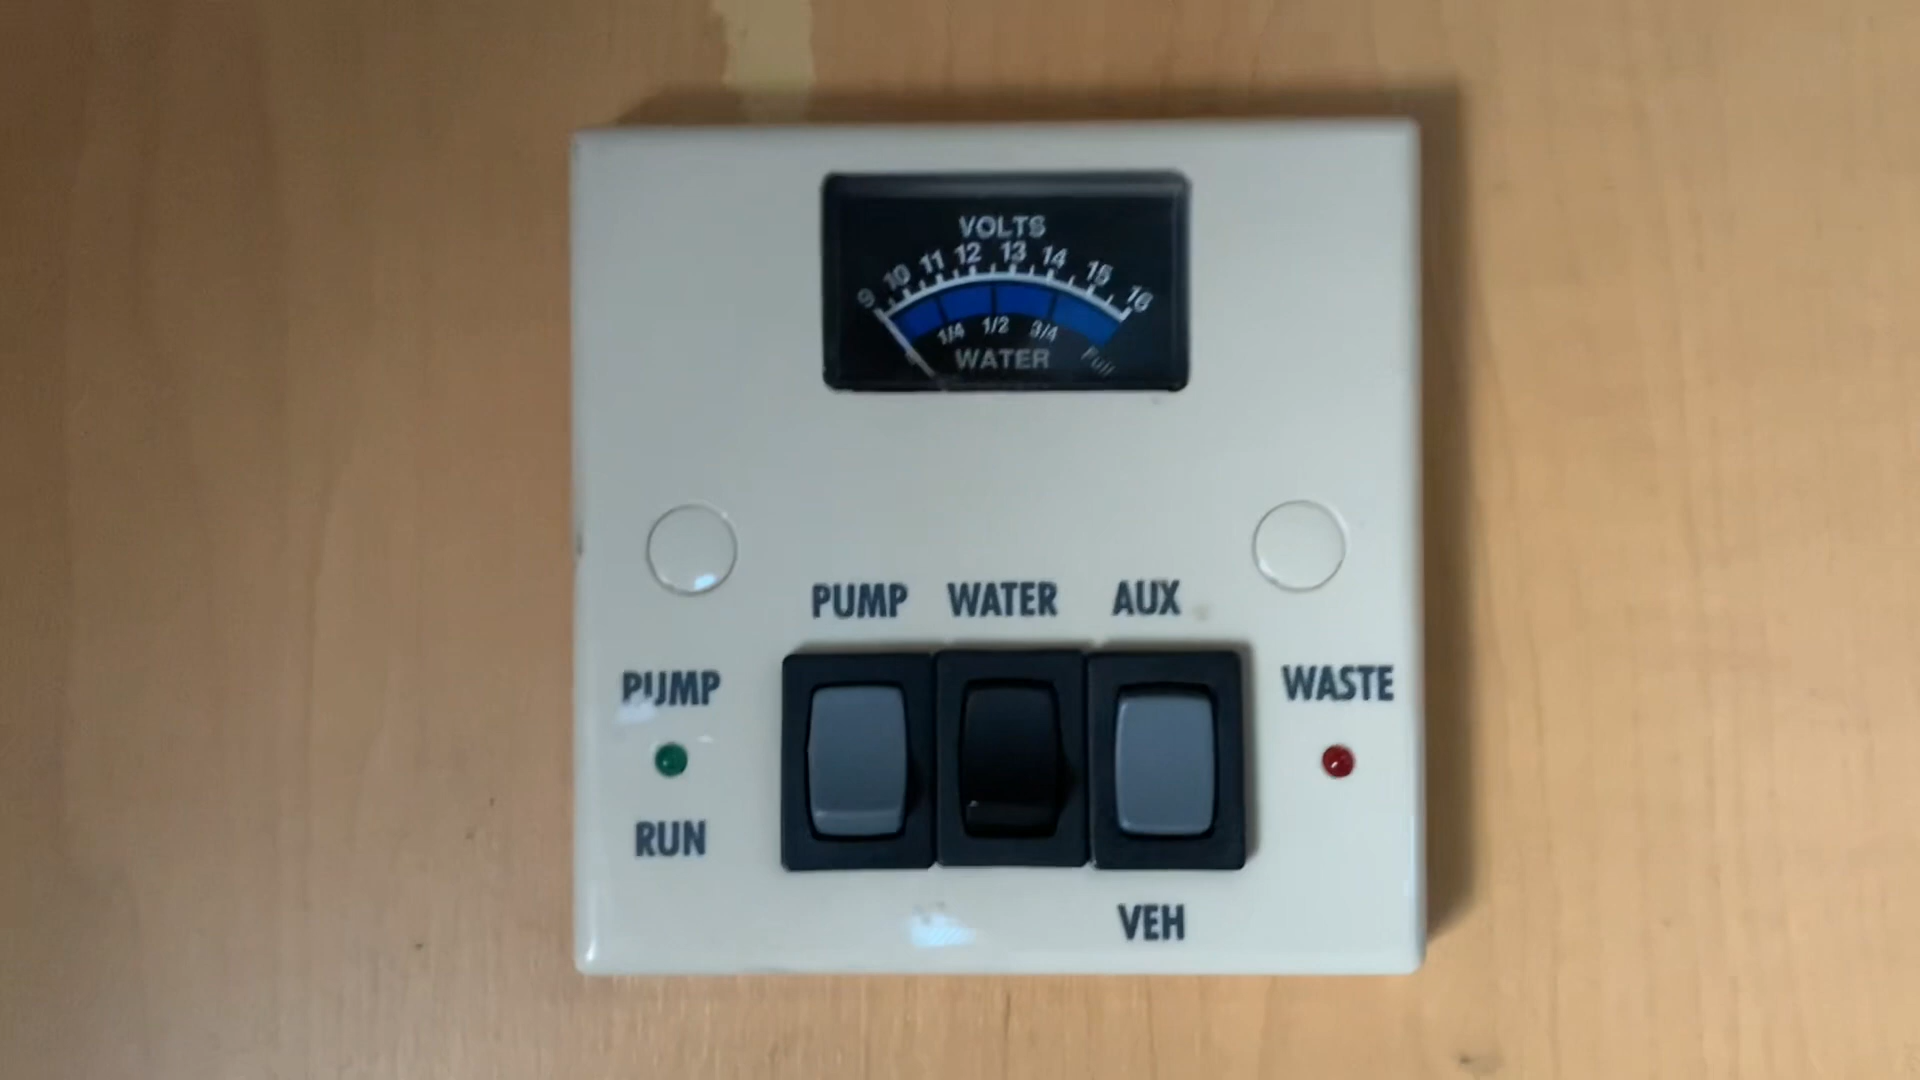 VOLTS
9 10 11 12 13 14 15 16
1/4 1/2 3/4 Full
WATER
PUMP WATER AUX
PUMP
WASTE
RUN
VEH